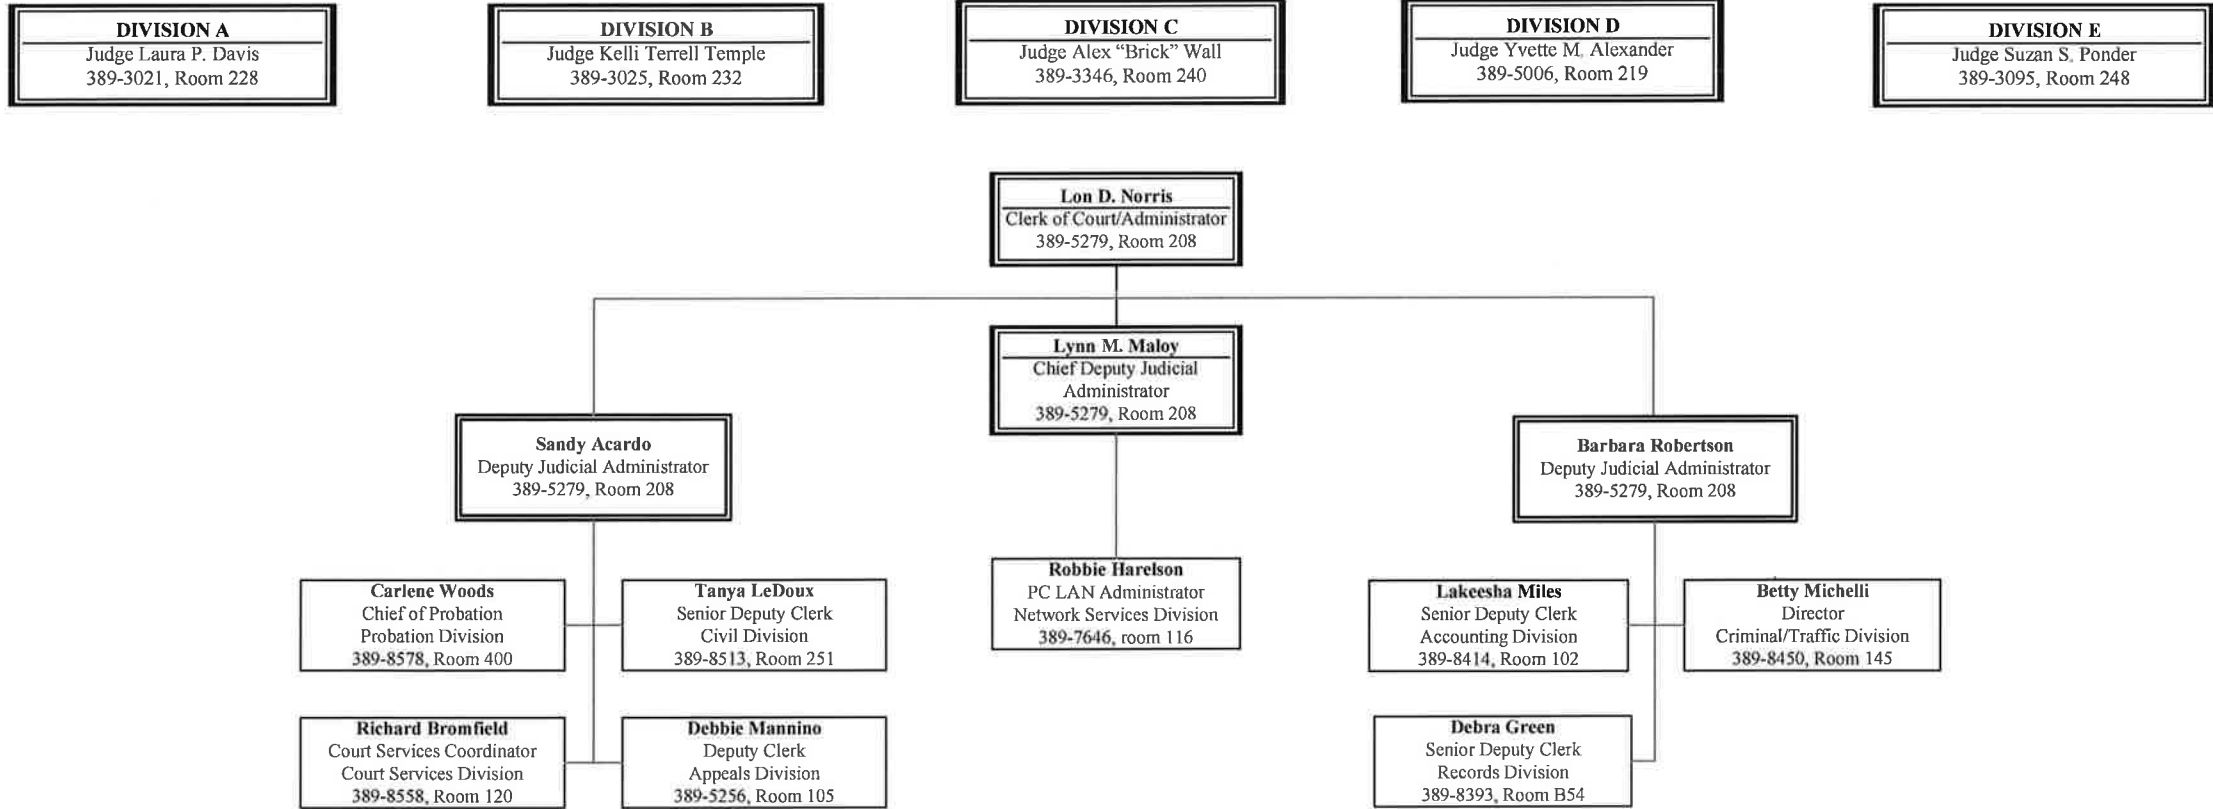 DIVISION A
Judge Laura P. Davis
389-3021, Room 228
DIVISION B
Judge Kelli Terrell Temple
389-3025, Room 232
DIVISION C
Judge Alex “Brick” Wall
389-3346, Room 240
DIVISION D
Judge Yvette M. Alexander
389-5006, Room 219
DIVISION E
Judge Suzan S. Ponder
389-3095, Room 248
Lon D. Norris
Clerk of Court/Administrator
389-5279, Room 208
Lynn M. Maloy
Chief Deputy Judicial
Administrator
389-5279, Room 208
Sandy Acardo
Deputy Judicial Administrator
389-5279, Room 208
Barbara Robertson
Deputy Judicial Administrator
389-5279, Room 208
Carlene Woods
Chief of Probation
Probation Division
389-8578, Room 400
Tanya LeDoux
Senior Deputy Clerk
Civil Division
389-8513, Room 251
Robbie Harelson
PC LAN Administrator
Network Services Division
389-7646, room 116
Lakeesha Miles
Senior Deputy Clerk
Accounting Division
389-8414, Room 102
Betty Michelli
Director
Criminal/Traffic Division
389-8450, Room 145
Richard Bromfield
Court Services Coordinator
Court Services Division
389-8558, Room 120
Debbie Mannino
Deputy Clerk
Appeals Division
389-5256, Room 105
Debra Green
Senior Deputy Clerk
Records Division
389-8393, Room B54